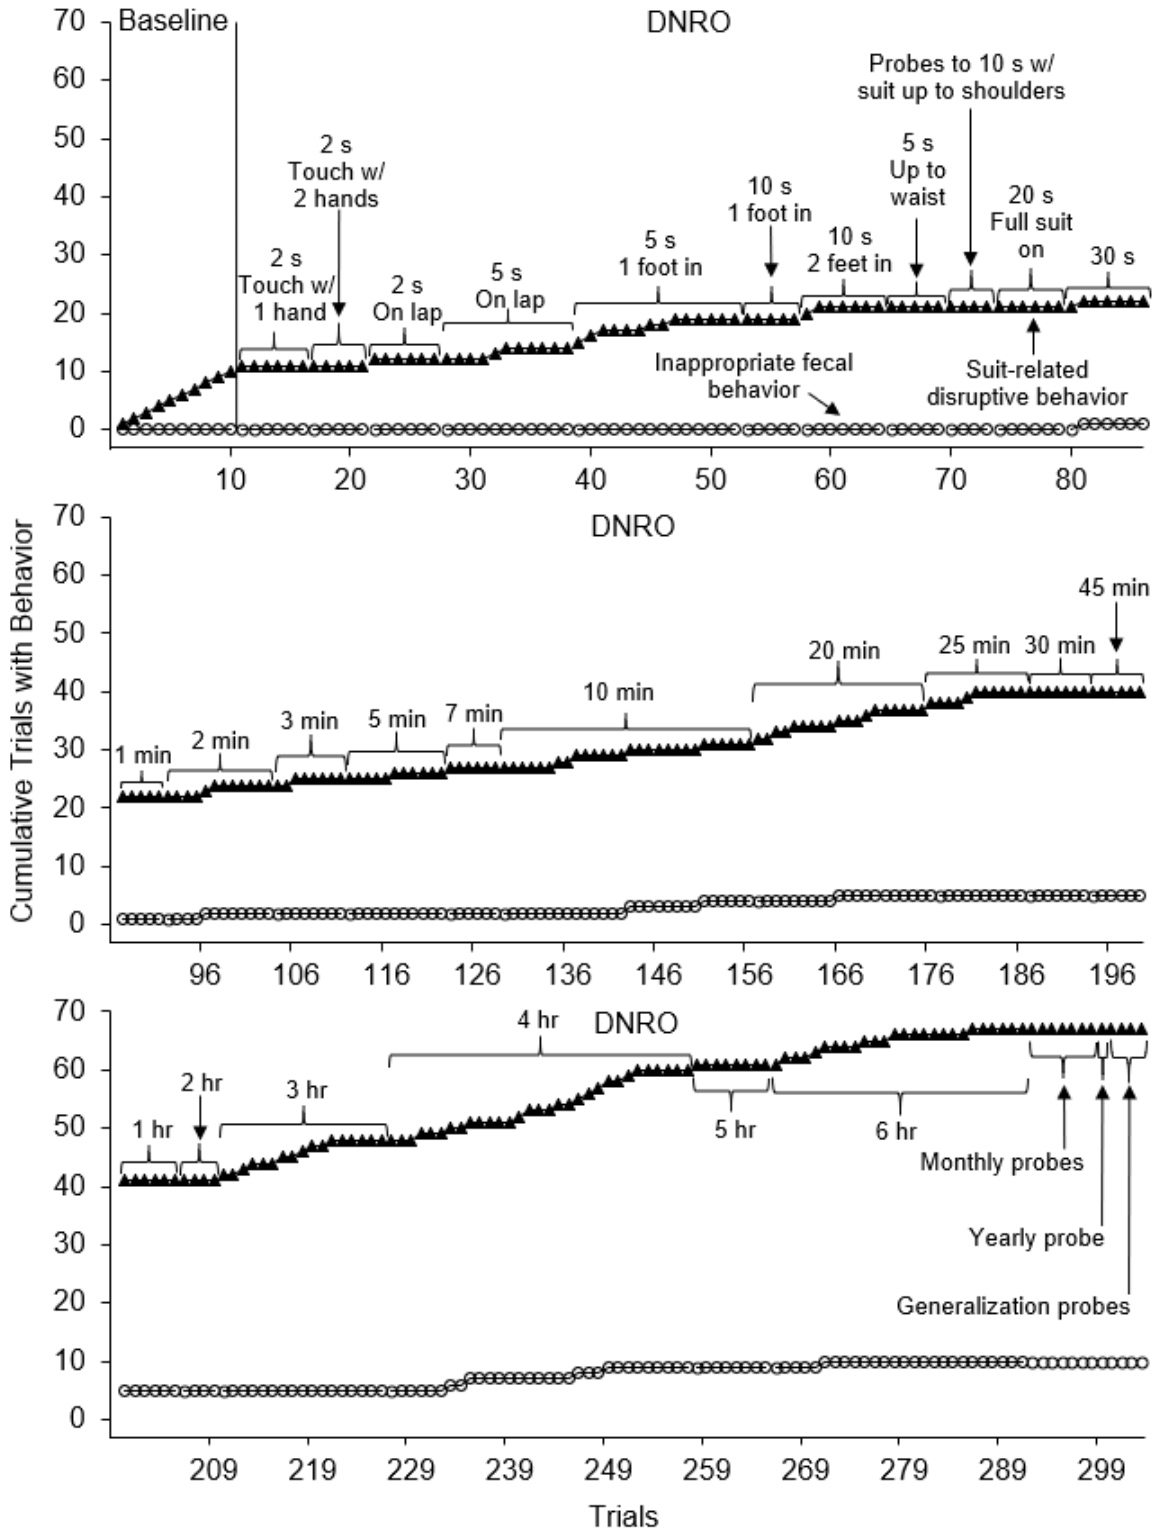 Cumulative Trials with Behavior
70
60
50
40
30
20
10
0
Baseline
DNRO
2 s
Touch w/
1 hand
2 s
Touch w/
2 hands
2 s
On lap
5 s
On lap
5 s
1 foot in
10 s
1 foot in
10 s
2 feet in
5 s
Up to
waist
Probes to 10 s w/
suit up to shoulders
20 s
Full suit
on
30 s
Inappropriate fecal
behavior
Suit-related
disruptive behavior
10 20 30 40 50 60 70 80
70
60
50
40
30
20
10
0
DNRO
1 min
2 min
3 min
5 min
7 min
10 min
20 min
25 min
30 min
45 min
96 106 116 126 136 146 156 166 176 186 196
70
60
50
40
30
20
10
0
DNRO
1 hr
2 hr
3 hr
4 hr
5 hr
6 hr
Monthly probes
Yearly probe
Generalization probes
209 219 229 239 249 259 269 279 289 299
Trials